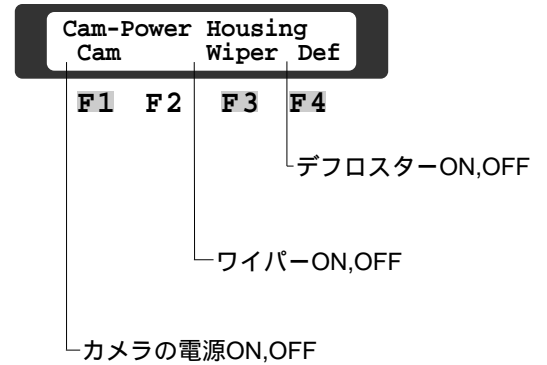 Cam-Power Housing
Cam Wiper Def
F1 F2 F3 F4
デフロスターON,OFF
ワイパーON,OFF
カメラの電源ON,OFF